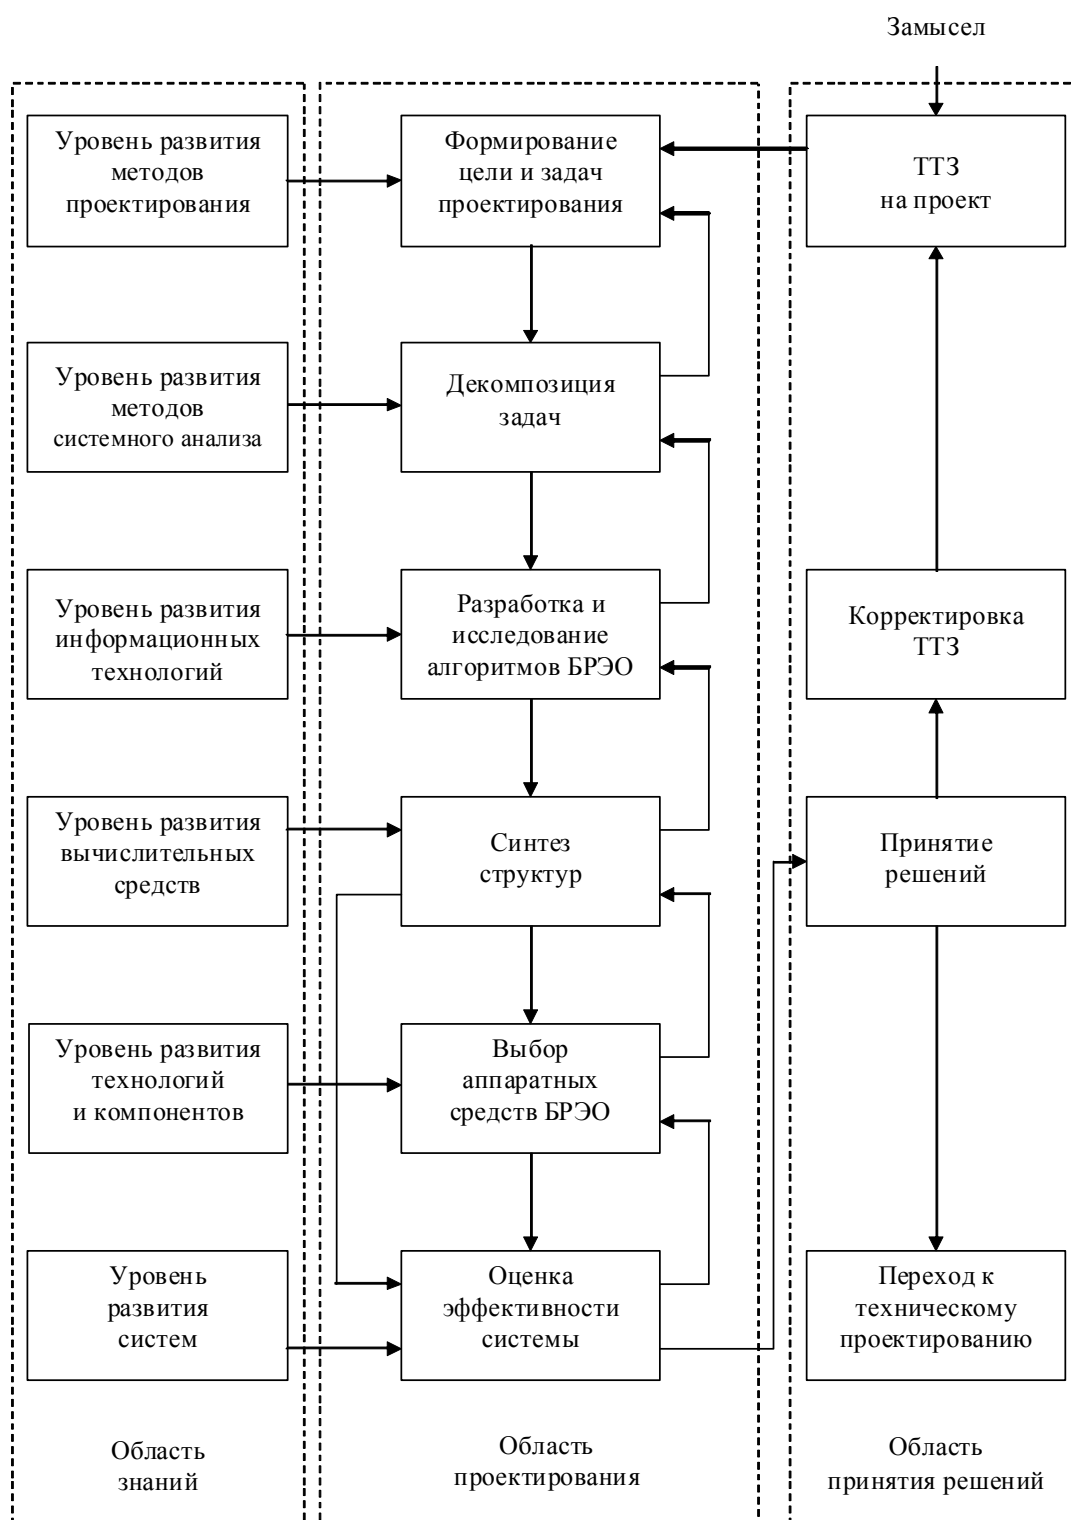 Замысел
Уровень развития
методов
проектирования
Формирование
цели и задач
проектирования
ТТЗ
на проект
Уровень развития
методов
системного анализа
Декомпозиция
задач
Уровень развития
информационных
технологий
Разработка и
исследование
алгоритмов БРЭО
Корректировка
ТТЗ
Уровень развития
вычислительных
средств
Синтез
структур
Принятие
решений
Уровень развития
технологий
и компонентов
Выбор
аппаратных
средств БРЭО
Уровень
развития
систем
Оценка
эффективности
системы
Переход к
техническому
проектированию
Область
знаний
Область
проектирования
Область
принятия решений